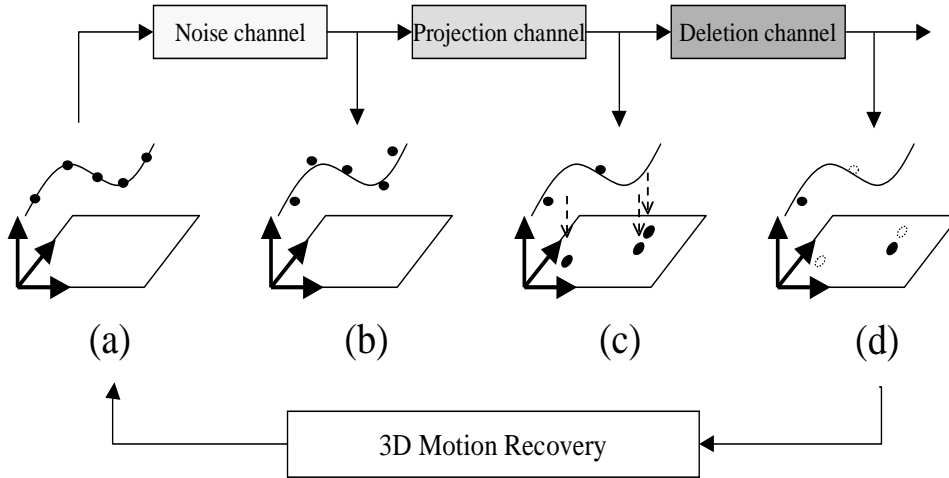 Noise channel
Projection channel
Deletion channel
(a)
(b)
(c)
(d)
3D Motion Recovery